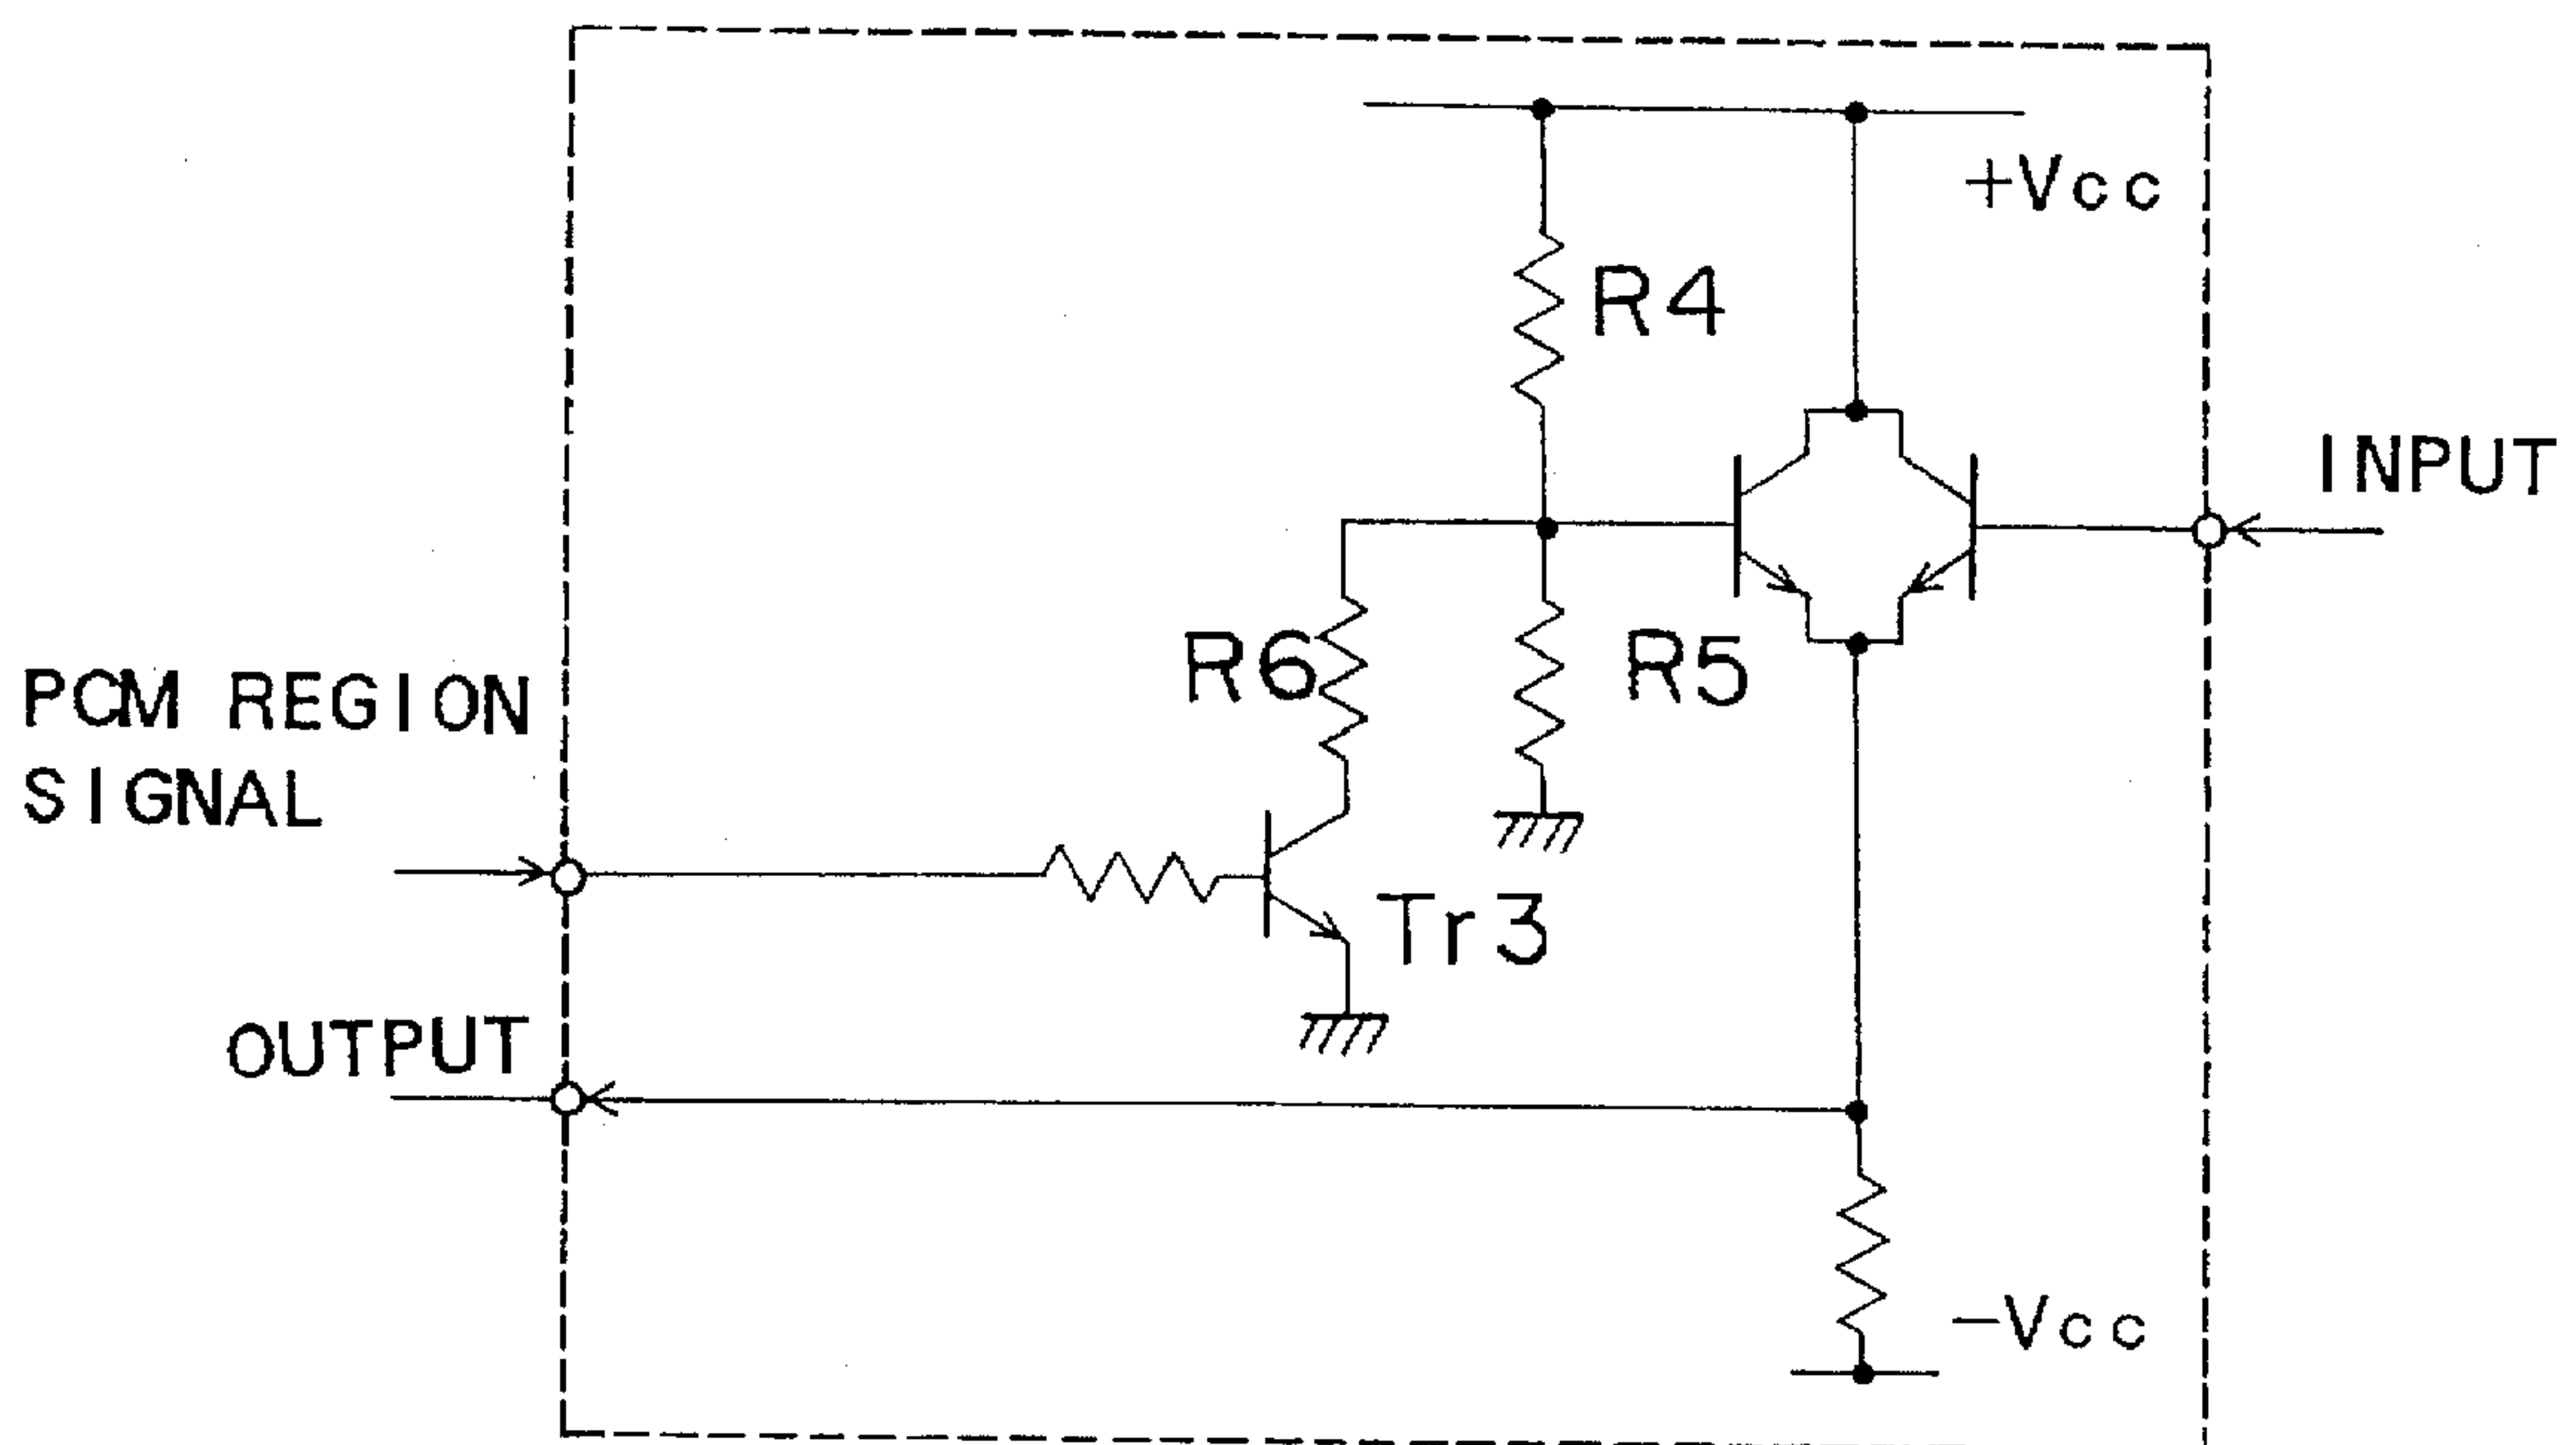 +Vcc
R4
INPUT
R6
R5
PCM REGION
SIGNAL
Tr3
OUTPUT
-Vcc